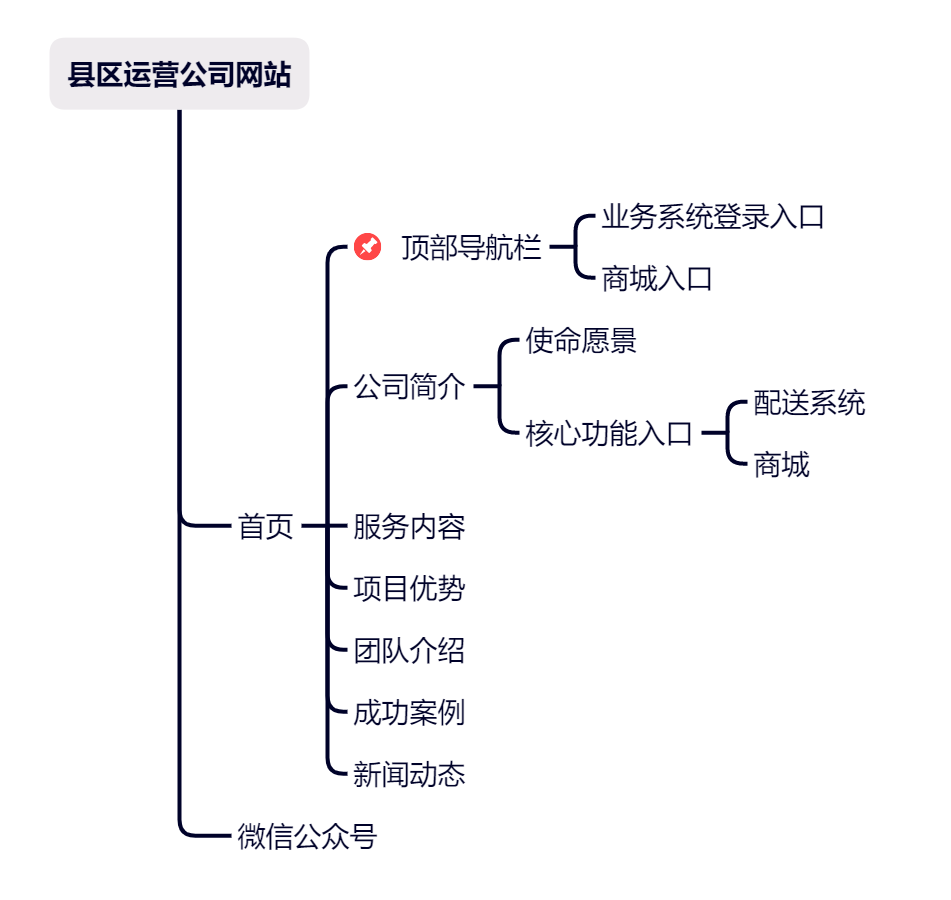 县区运营公司网站
业务系统登录入口
顶部导航栏
商城入口
使命愿景
公司简介
配送系统
核心功能入口
商城
首页
服务内容
项目优势
团队介绍
成功案例
新闻动态
微信公众号